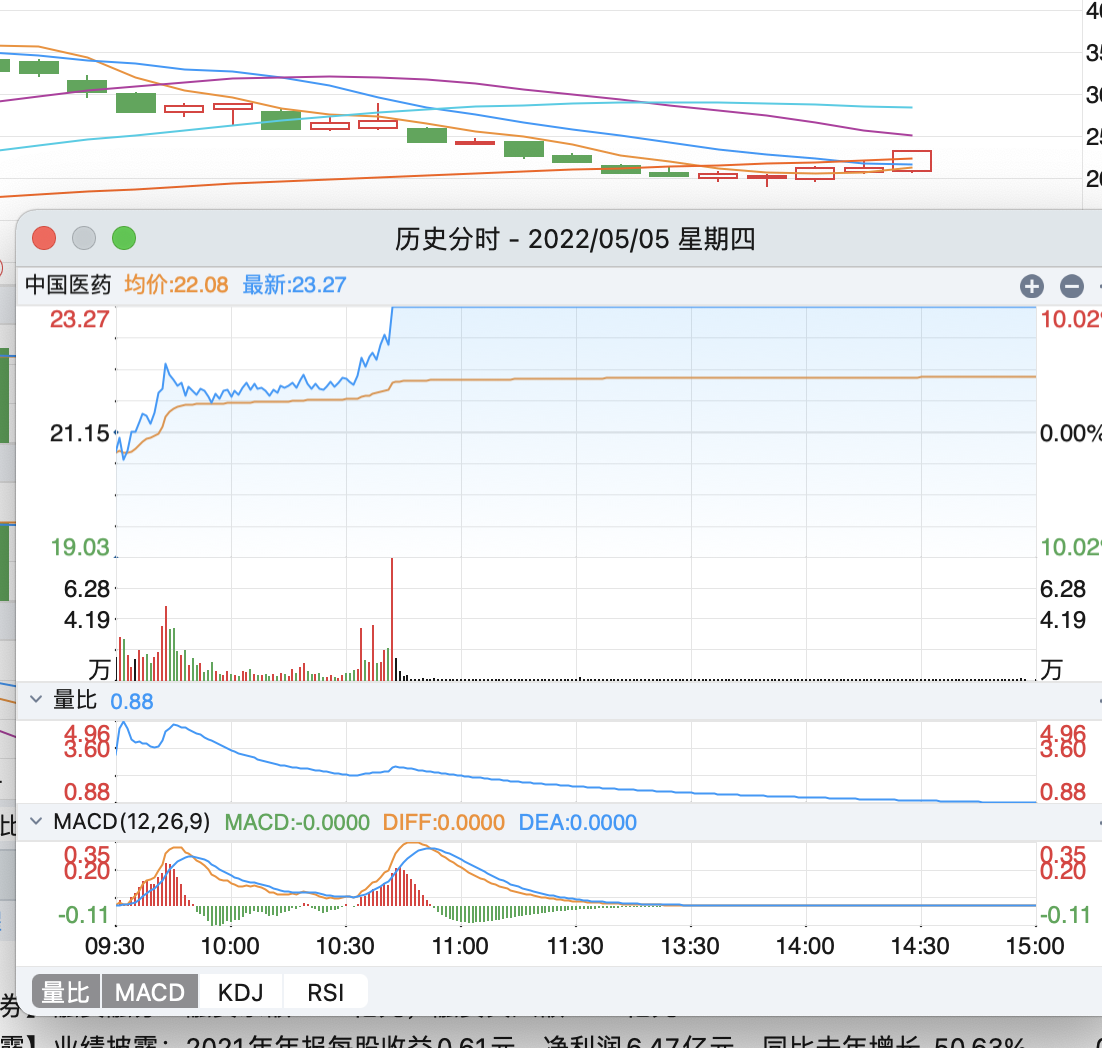 历史分时 - 2022/05/05 星期四
中国医药 均价:22.08 最新:23.27
23.27 10.02%
21.15 0.00%
19.03 10.02%
6.28 6.28
4.19 4.19
万 万
量比 0.88
4.96 4.96
3.60 3.60
0.88 0.88
MACD(12,26,9) MACD:-0.0000 DIFF:0.0000 DEA:0.0000
0.35 0.35
0.20 0.20
-0.11 -0.11
09:30 10:00 10:30 11:00 11:30 13:30 14:00 14:30 15:00
量比 MACD KDJ RSI
业绩披露：2021年年报每股收益0.61元，净利润6.47亿元，同比去年增长-50.63%